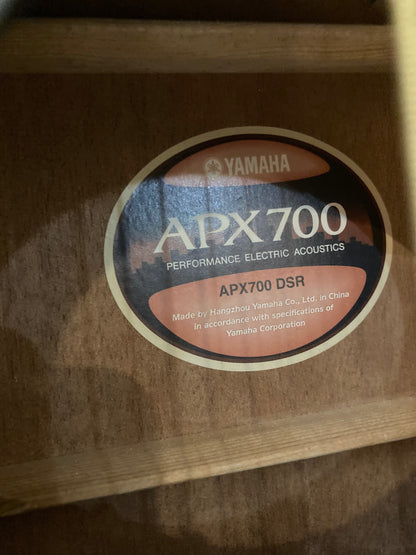 YAMAHA
APX700
PERFORMANCE ELECTRIC ACOUSTICS
APX700 DSR
Made by Hangzhou Yamaha Co., Ltd. in China
in accordance with specifications of
Yamaha Corporation